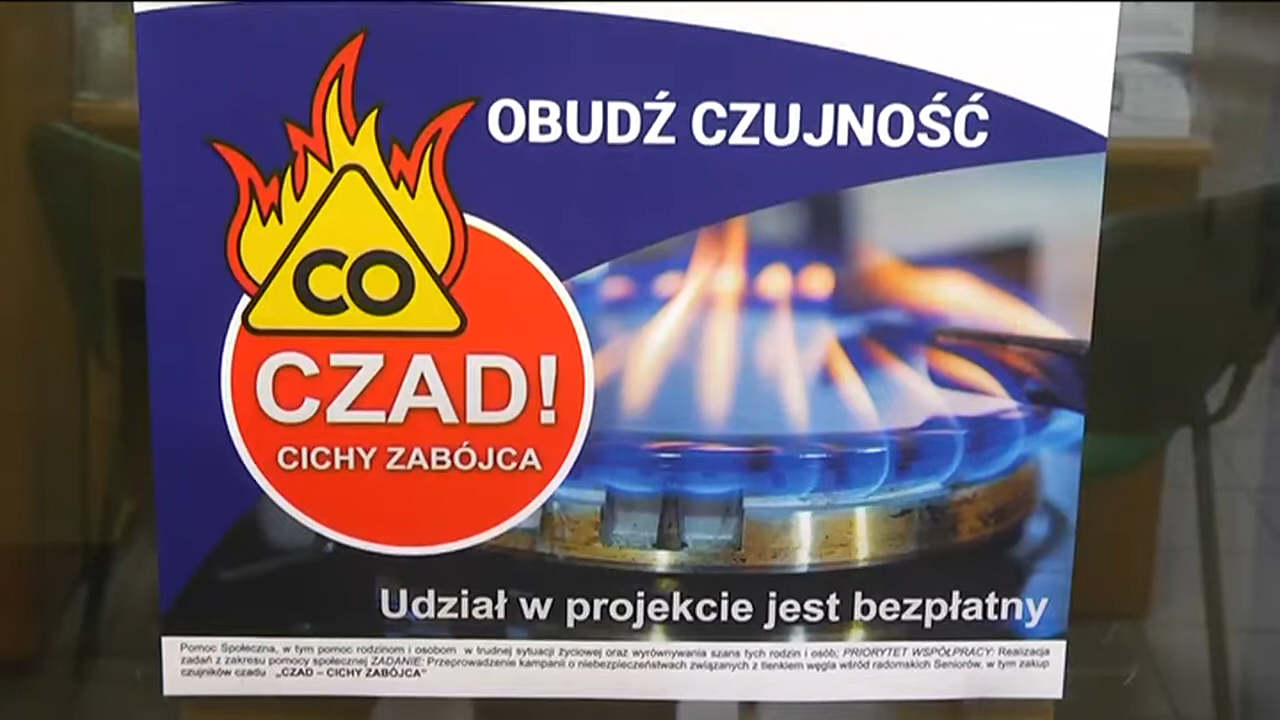 OBUDŹ CZUJNOŚĆ
CO
CZAD!
CICHY ZABÓJCA
Udział w projekcie jest bezpłatny
Pomoc Społeczna, w tym pomoc rodzinom i osobom w trudnej sytuacji życiowej oraz wyrównywania szans tych rodzin i osób; PRIORYTET WSPÓŁPRACY: Realizacja
zadań z zakresu pomocy społecznej ZADANIE: Przeprowadzenie kampanii o niebezpieczeństwach związanych z tlenkiem węgla wśród radomskich Seniorów, w tym zakup
czujników czadu „CZAD – CICHY ZABÓJCA"